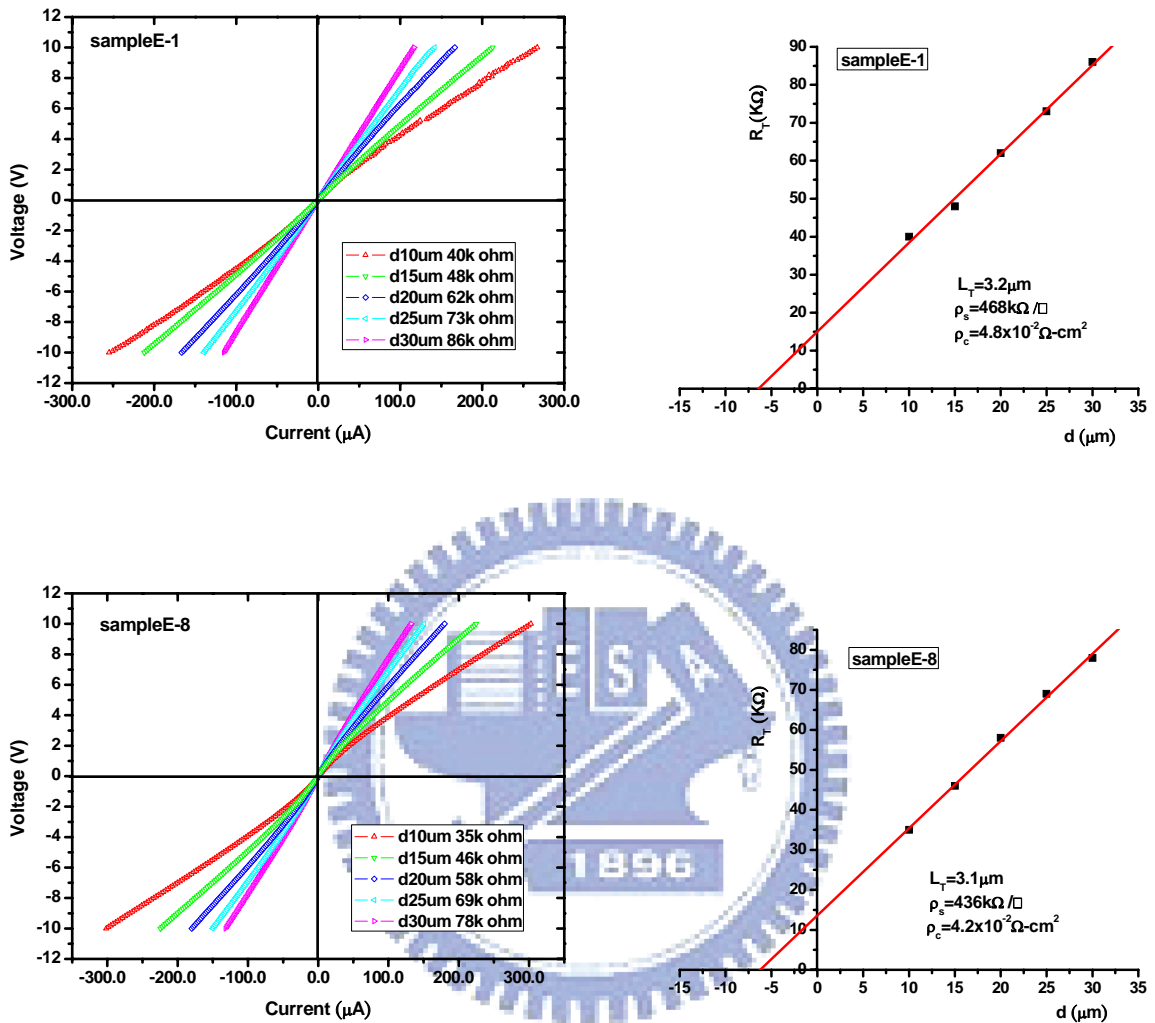 sampleE-1
Voltage (V)
12
10
8
6
4
2
0
-2
-4
-6
-8
-10
-12
d10um 40k ohm
d15um 48k ohm
d20um 62k ohm
d25um 73k ohm
d30um 86k ohm
-300.0 -200.0 -100.0 0.0 100.0 200.0 300.0
Current (μA)
sampleE-1
R_T(KΩ)
90
80
70
60
50
40
30
20
10
0
L_T=3.2μm
ρ_s=468kΩ/□
ρ_c=4.8x10⁻²Ω-cm²
-15 -10 -5 0 5 10 15 20 25 30 35
d (μm)
sampleE-8
Voltage (V)
12
10
8
6
4
2
0
-2
-4
-6
-8
-10
-12
d10um 35k ohm
d15um 46k ohm
d20um 58k ohm
d25um 69k ohm
d30um 78k ohm
-300.0 -200.0 -100.0 0.0 100.0 200.0 300.0
Current (μA)
E S A
1896
sampleE-8
R_T(KΩ)
80
70
60
50
40
30
20
10
0
L_T=3.1μm
ρ_s=436kΩ/□
ρ_c=4.2x10⁻²Ω-cm²
-15 -10 -5 0 5 10 15 20 25 30 35
d (μm)